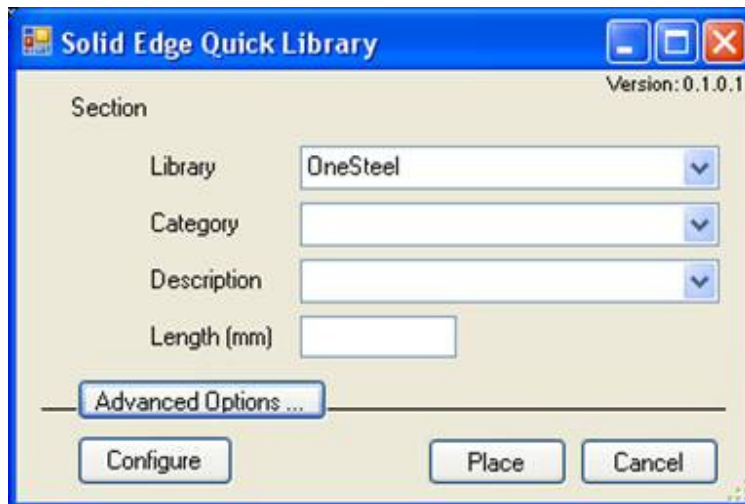 Solid Edge Quick Library
Version: 0.1.0.1
Section
Library OneSteel
Category
Description
Length (mm)
Advanced Options ...
Configure Place Cancel